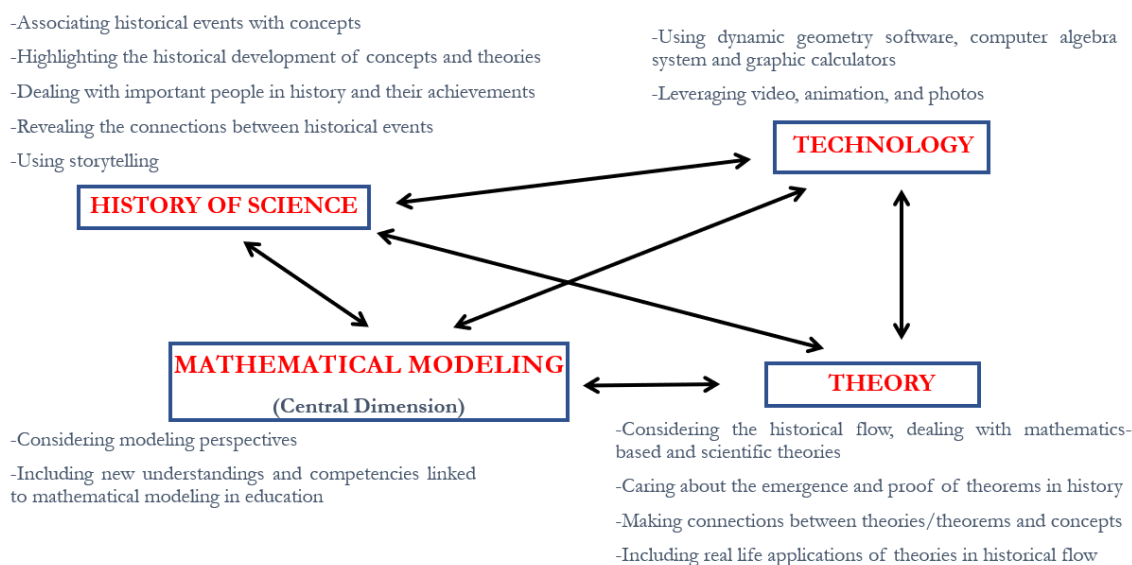 -Associating historical events with concepts
-Highlighting the historical development of concepts and theories
-Dealing with important people in history and their achievements
-Revealing the connections between historical events
-Using storytelling
HISTORY OF SCIENCE
-Using dynamic geometry software, computer algebra
system and graphic calculators
-Leveraging video, animation, and photos
TECHNOLOGY
MATHEMATICAL MODELING
(Central Dimension)
-Considering modeling perspectives
-Including new understandings and competencies linked
to mathematical modeling in education
THEORY
-Considering the historical flow, dealing with mathematics-
based and scientific theories
-Caring about the emergence and proof of theorems in history
-Making connections between theories/theorems and concepts
-Including real life applications of theories in historical flow